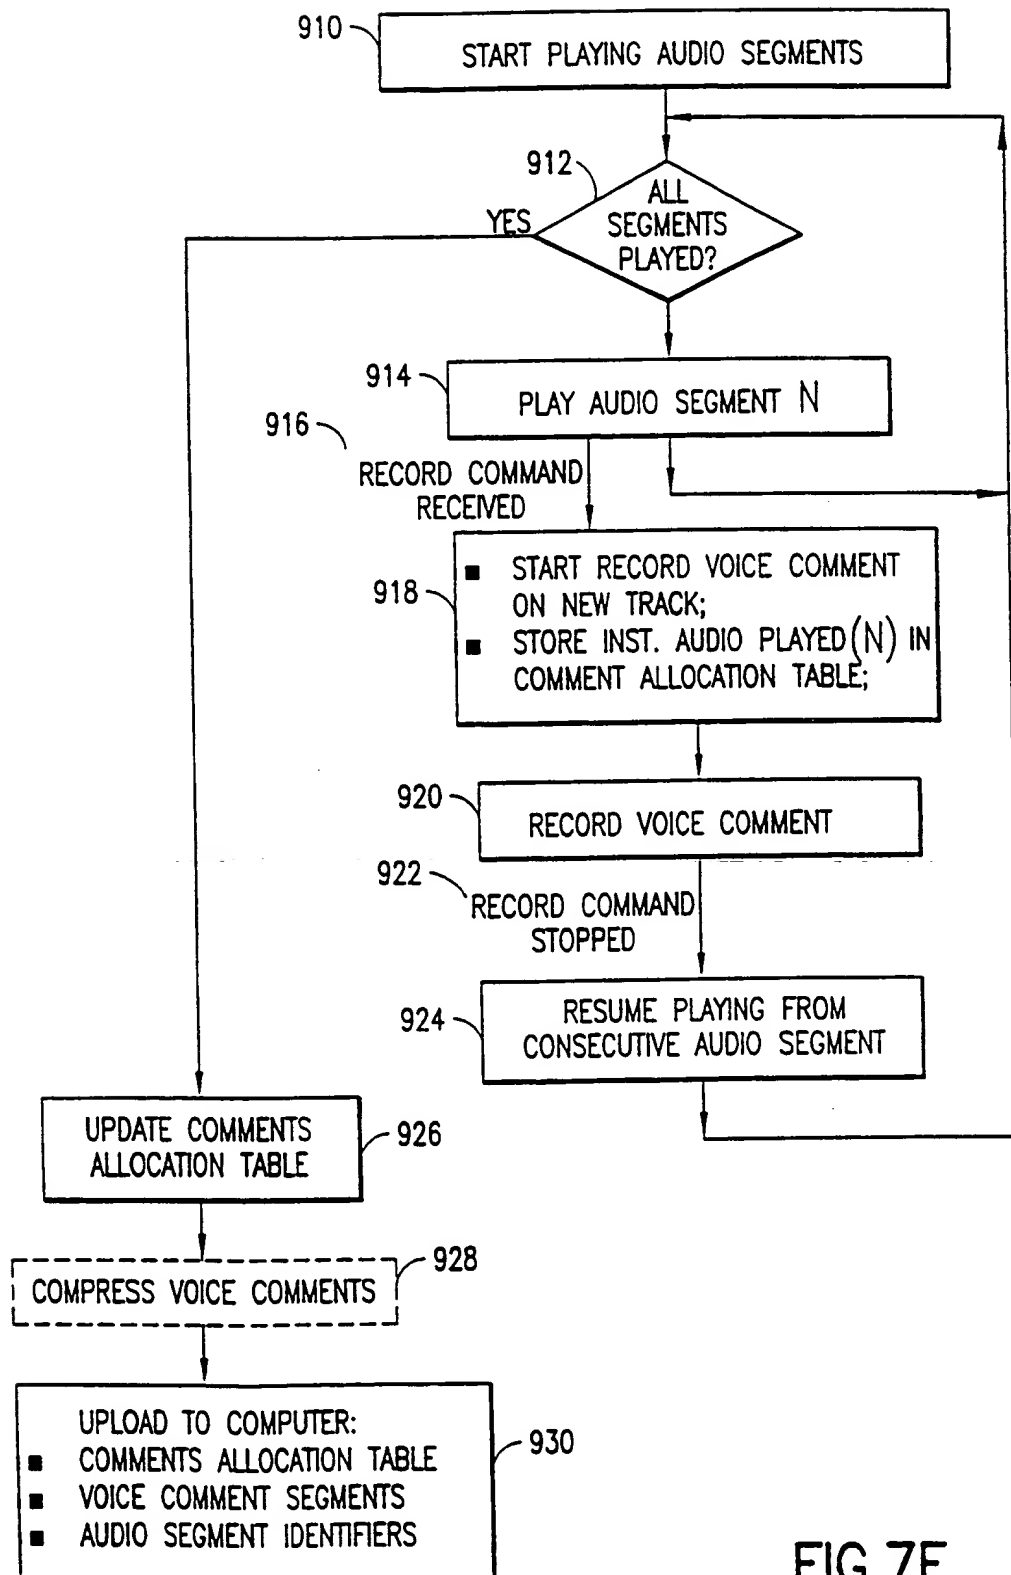 910
START PLAYING AUDIO SEGMENTS
912
ALL
SEGMENTS
PLAYED?
YES
914
PLAY AUDIO SEGMENT N
916
RECORD COMMAND
RECEIVED
918
■ START RECORD VOICE COMMENT
ON NEW TRACK;
■ STORE INST. AUDIO PLAYED(N) IN
COMMENT ALLOCATION TABLE;
920
RECORD VOICE COMMENT
922
RECORD COMMAND
STOPPED
924
RESUME PLAYING FROM
CONSECUTIVE AUDIO SEGMENT
UPDATE COMMENTS
ALLOCATION TABLE
926
928
COMPRESS VOICE COMMENTS
UPLOAD TO COMPUTER:
■ COMMENTS ALLOCATION TABLE
■ VOICE COMMENT SEGMENTS
■ AUDIO SEGMENT IDENTIFIERS
930